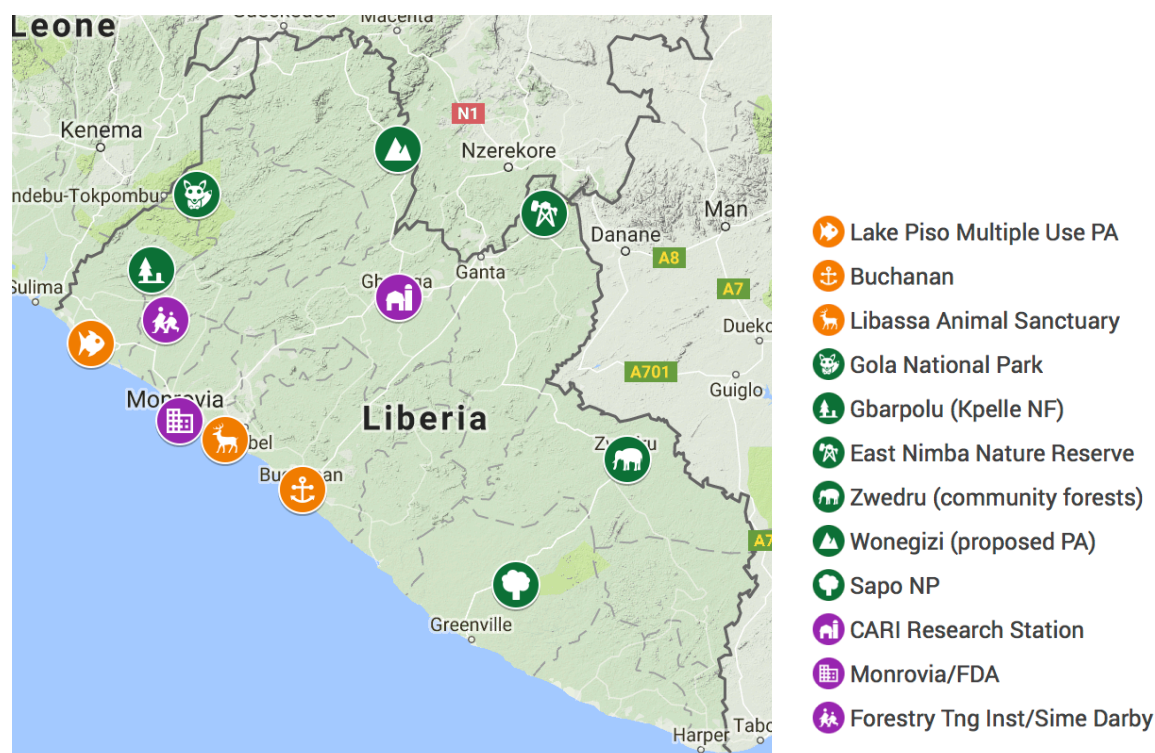 Leone
Macenta
Kenema
N1
Nzerekore
ndebu-Tokpombu
Man
Danane
A8
Sulima
Ganta
A7
Dueko
A701
Guiglo
Monrovia
Liberia
bel
Greenville
A7
Harper
Tabo
Lake Piso Multiple Use PA
Buchanan
Libassa Animal Sanctuary
Gola National Park
Gbarpolu (Kpelle NF)
East Nimba Nature Reserve
Zwedru (community forests)
Wonegizi (proposed PA)
Sapo NP
CARI Research Station
Monrovia/FDA
Forestry Tng Inst/Sime Darby